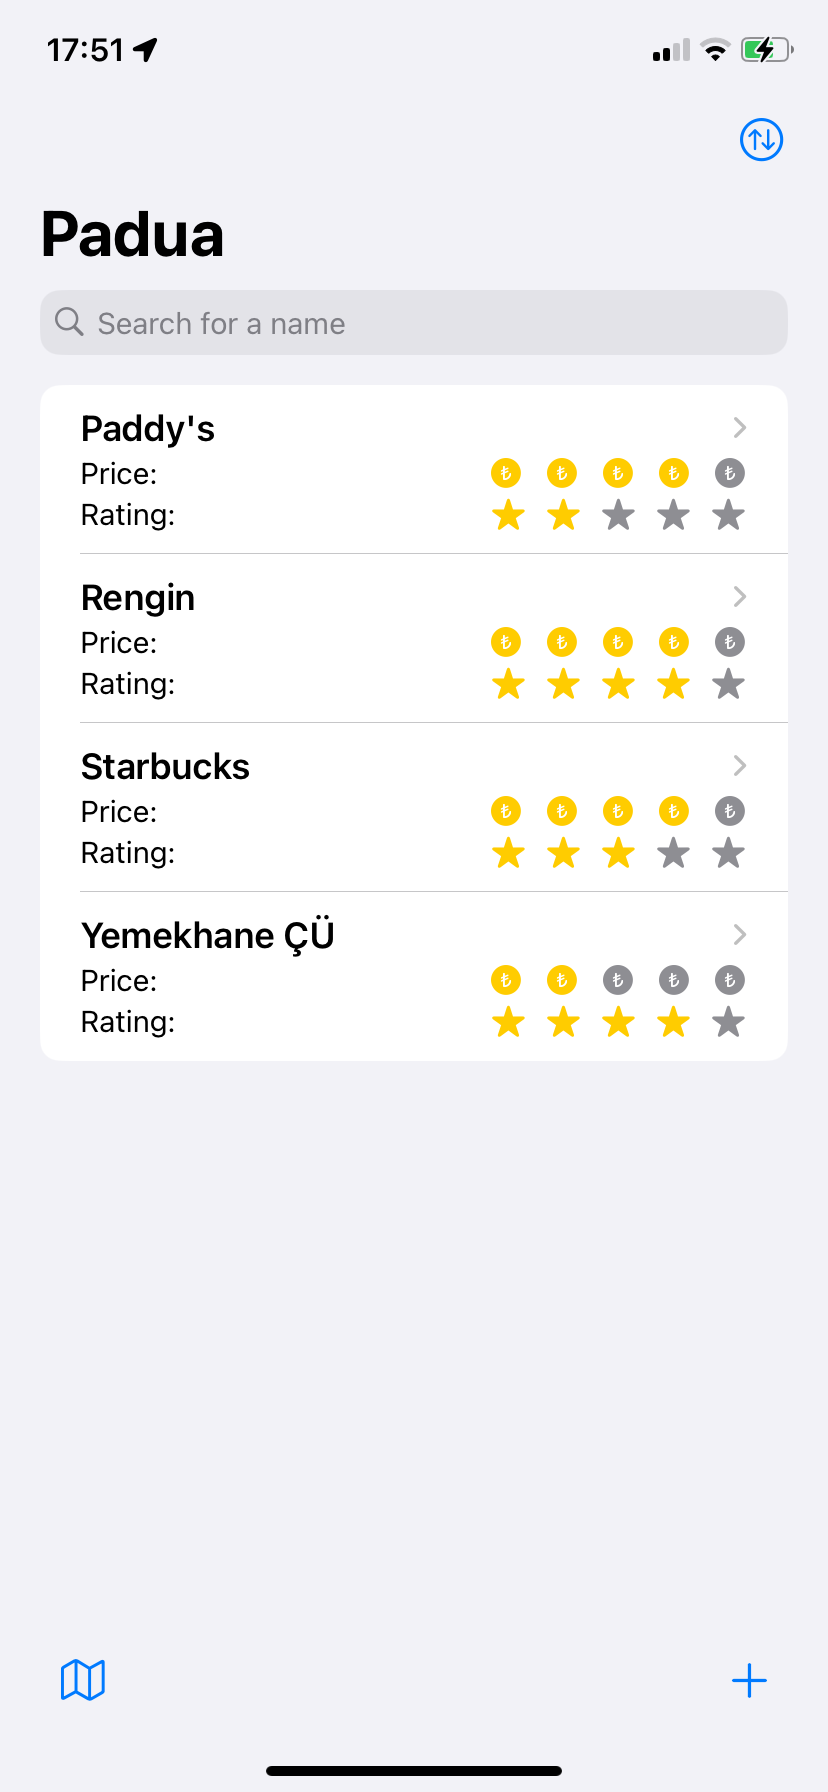 17:51
Padua
Search for a name
Paddy's
Price: ₺ ₺ ₺ ₺ ₺
Rating:
Rengin
Price: ₺ ₺ ₺ ₺ ₺
Rating:
Starbucks
Price: ₺ ₺ ₺ ₺ ₺
Rating:
Yemekhane ÇÜ
Price: ₺ ₺ ₺ ₺ ₺
Rating: